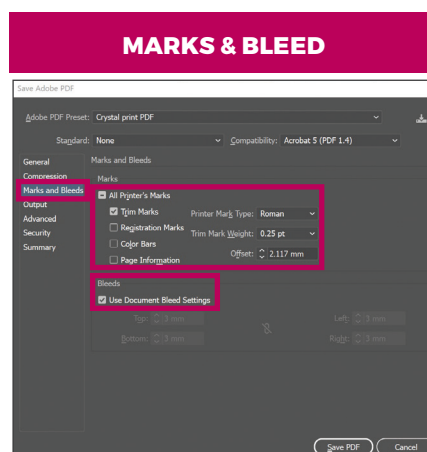 MARKS & BLEED
Save Adobe PDF
Adobe PDF Preset: Crystal print PDF
Standard: None Compatibility: Acrobat 5 (PDF 1.4)
General
Compression
Marks and Bleeds
Output
Advanced
Security
Summary
Marks and Bleeds
Marks
All Printer's Marks
Trim Marks Printer Mark Type: Roman
Registration Marks Trim Mark Weight: 0.25 pt
Color Bars Offset: 2.117 mm
Page Information
Bleeds
Use Document Bleed Settings
Top: 3 mm Left: 3 mm
Bottom: 3 mm Right: 3 mm
Save PDF Cancel